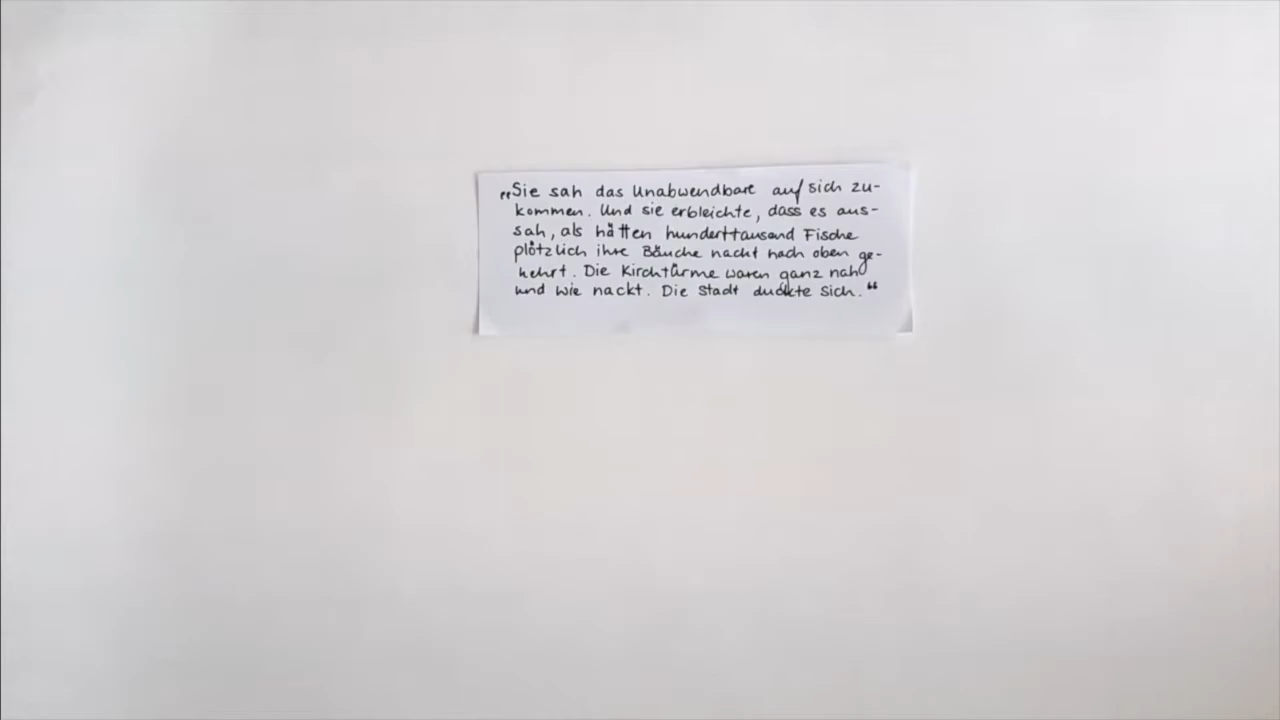 „Sie sah das Unabwendbare auf sich zu-
kommen. Und sie erbleichte, dass es aus-
sah, als hätten hunderttausend Fische
plötzlich ihre Bäuche nackt nach oben ge-
kehrt. Die Kirchtürme waren ganz nah
und wie nackt. Die Stadt duckte sich.“